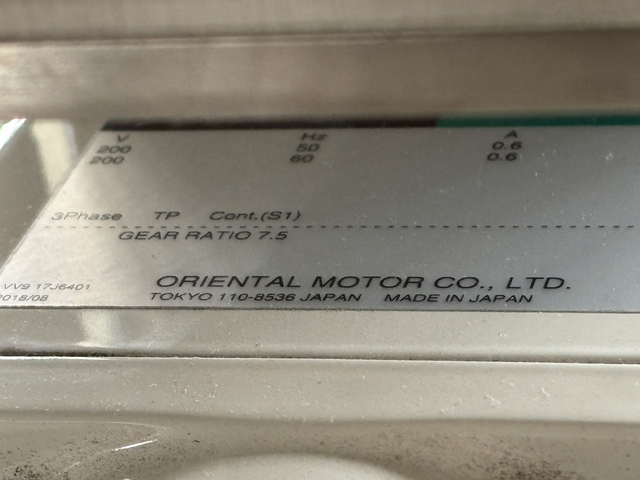 V Hz A
200 50 0.6
200 60 0.6
3Phase TP Cont.(S1)
GEAR RATIO 7.5
VV9 17J6401
2018/08
ORIENTAL MOTOR CO., LTD.
TOKYO 110-8536 JAPAN MADE IN JAPAN